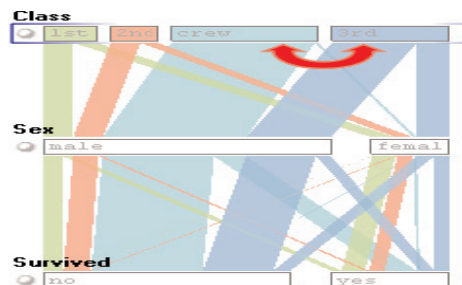 Class
1st 2nd crew 3rd
Sex
male femal
Survived
no yes